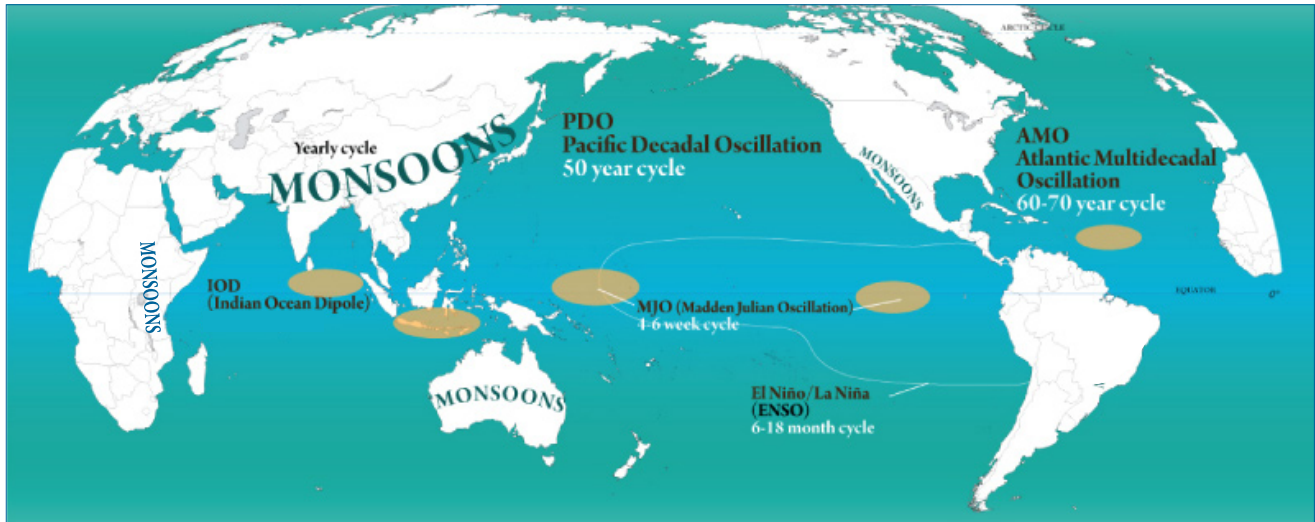 ARCTIC CIRCLE
PDO
Pacific Decadal Oscillation
50 year cycle
AMO
Atlantic Multidecadal
Oscillation
60-70 year cycle
Yearly cycle
MONSOONS
MONSOONS
MONSOONS
IOD
(Indian Ocean Dipole)
EQUATOR
0°
MJO (Madden Julian Oscillation)
4-6 week cycle
MONSOONS
El Niño/La Niña
(ENSO)
6-18 month cycle